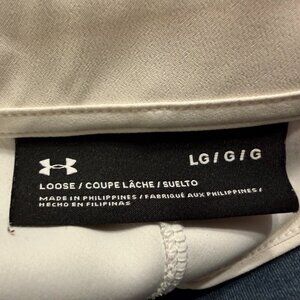 LG / G / G
LOOSE / COUPE LÂCHE / SUELTO
MADE IN PHILIPPINES / FABRIQUÉ AUX PHILIPPINES /
HECHO EN FILIPINAS